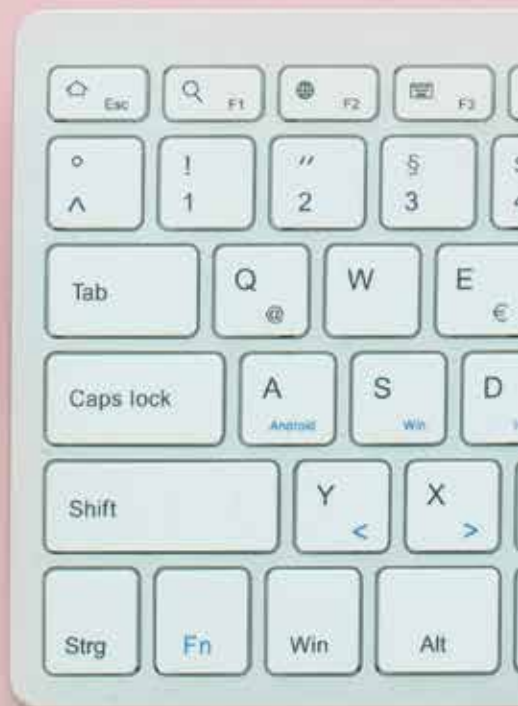 Esc F1 F2 F3
° ! " §
^ 1 2 3
Tab Q W E
@ €
Caps lock A S D
Android Win
Shift Y X
< >
Strg Fn Win Alt